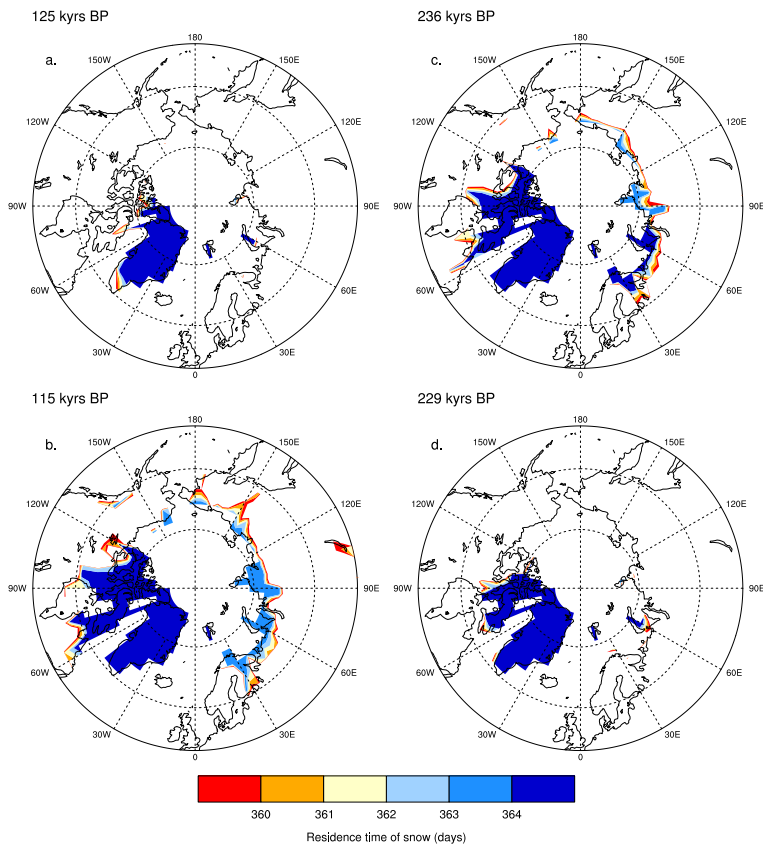 125 kyrs BP
236 kyrs BP
a.
180
150W
150E
120W
120E
90W
90E
60W
60E
30W
30E
0
c.
180
150W
150E
120W
120E
90W
90E
60W
60E
30W
30E
0
115 kyrs BP
229 kyrs BP
b.
180
150W
150E
120W
120E
90W
90E
60W
60E
30W
30E
0
d.
180
150W
150E
120W
120E
90W
90E
60W
60E
30W
30E
0
360 361 362 363 364
Residence time of snow (days)